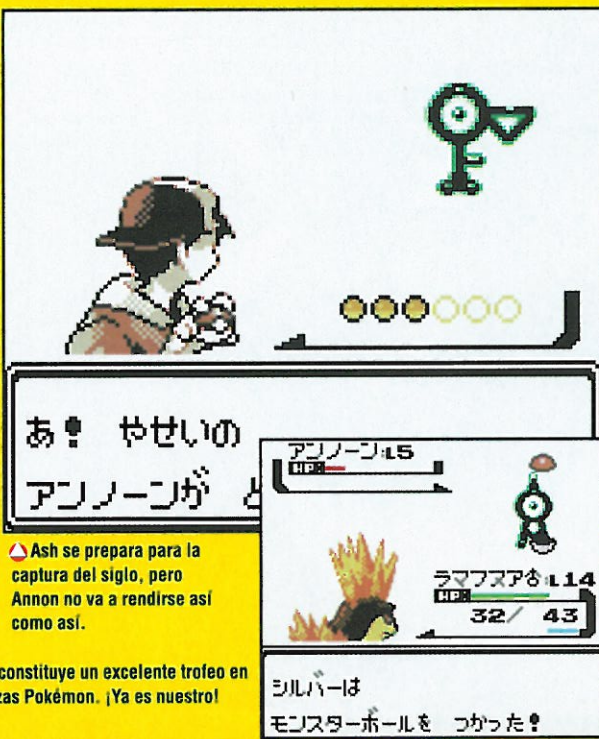 あ！ やせいの
アンノーンが
アンノーン :L5
HP:
ラマフスア♂ :L14
HP:
32/ 43
シルバーは
モンスターボールを つかった！
Ash se prepara para la
captura del siglo, pero
Annon no va a rendirse así
como así.
constituye un excelente trofeo en
zas Pokémon. ¡Ya es nuestro!